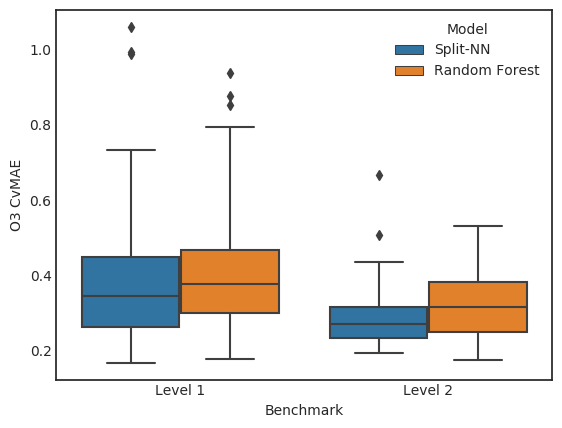 Model
Split-NN
Random Forest
1.0
0.8
0.6
0.4
0.2
O3 CvMAE
Level 1
Level 2
Benchmark